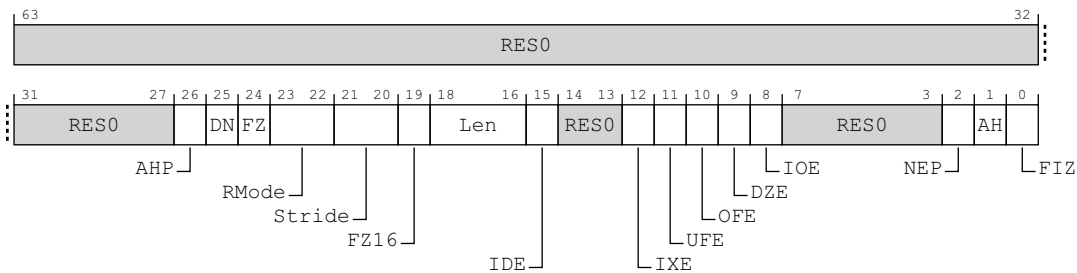 63 32
RES0
31 27 26 25 24 23 22 21 20 19 18 16 15 14 13 12 11 10 9 8 7 3 2 1 0
RES0 DN FZ Len RES0 RES0 AH
AHP IOE NEP FIZ
RMode DZE
Stride OFE
FZ16 UFE
IDE IXE